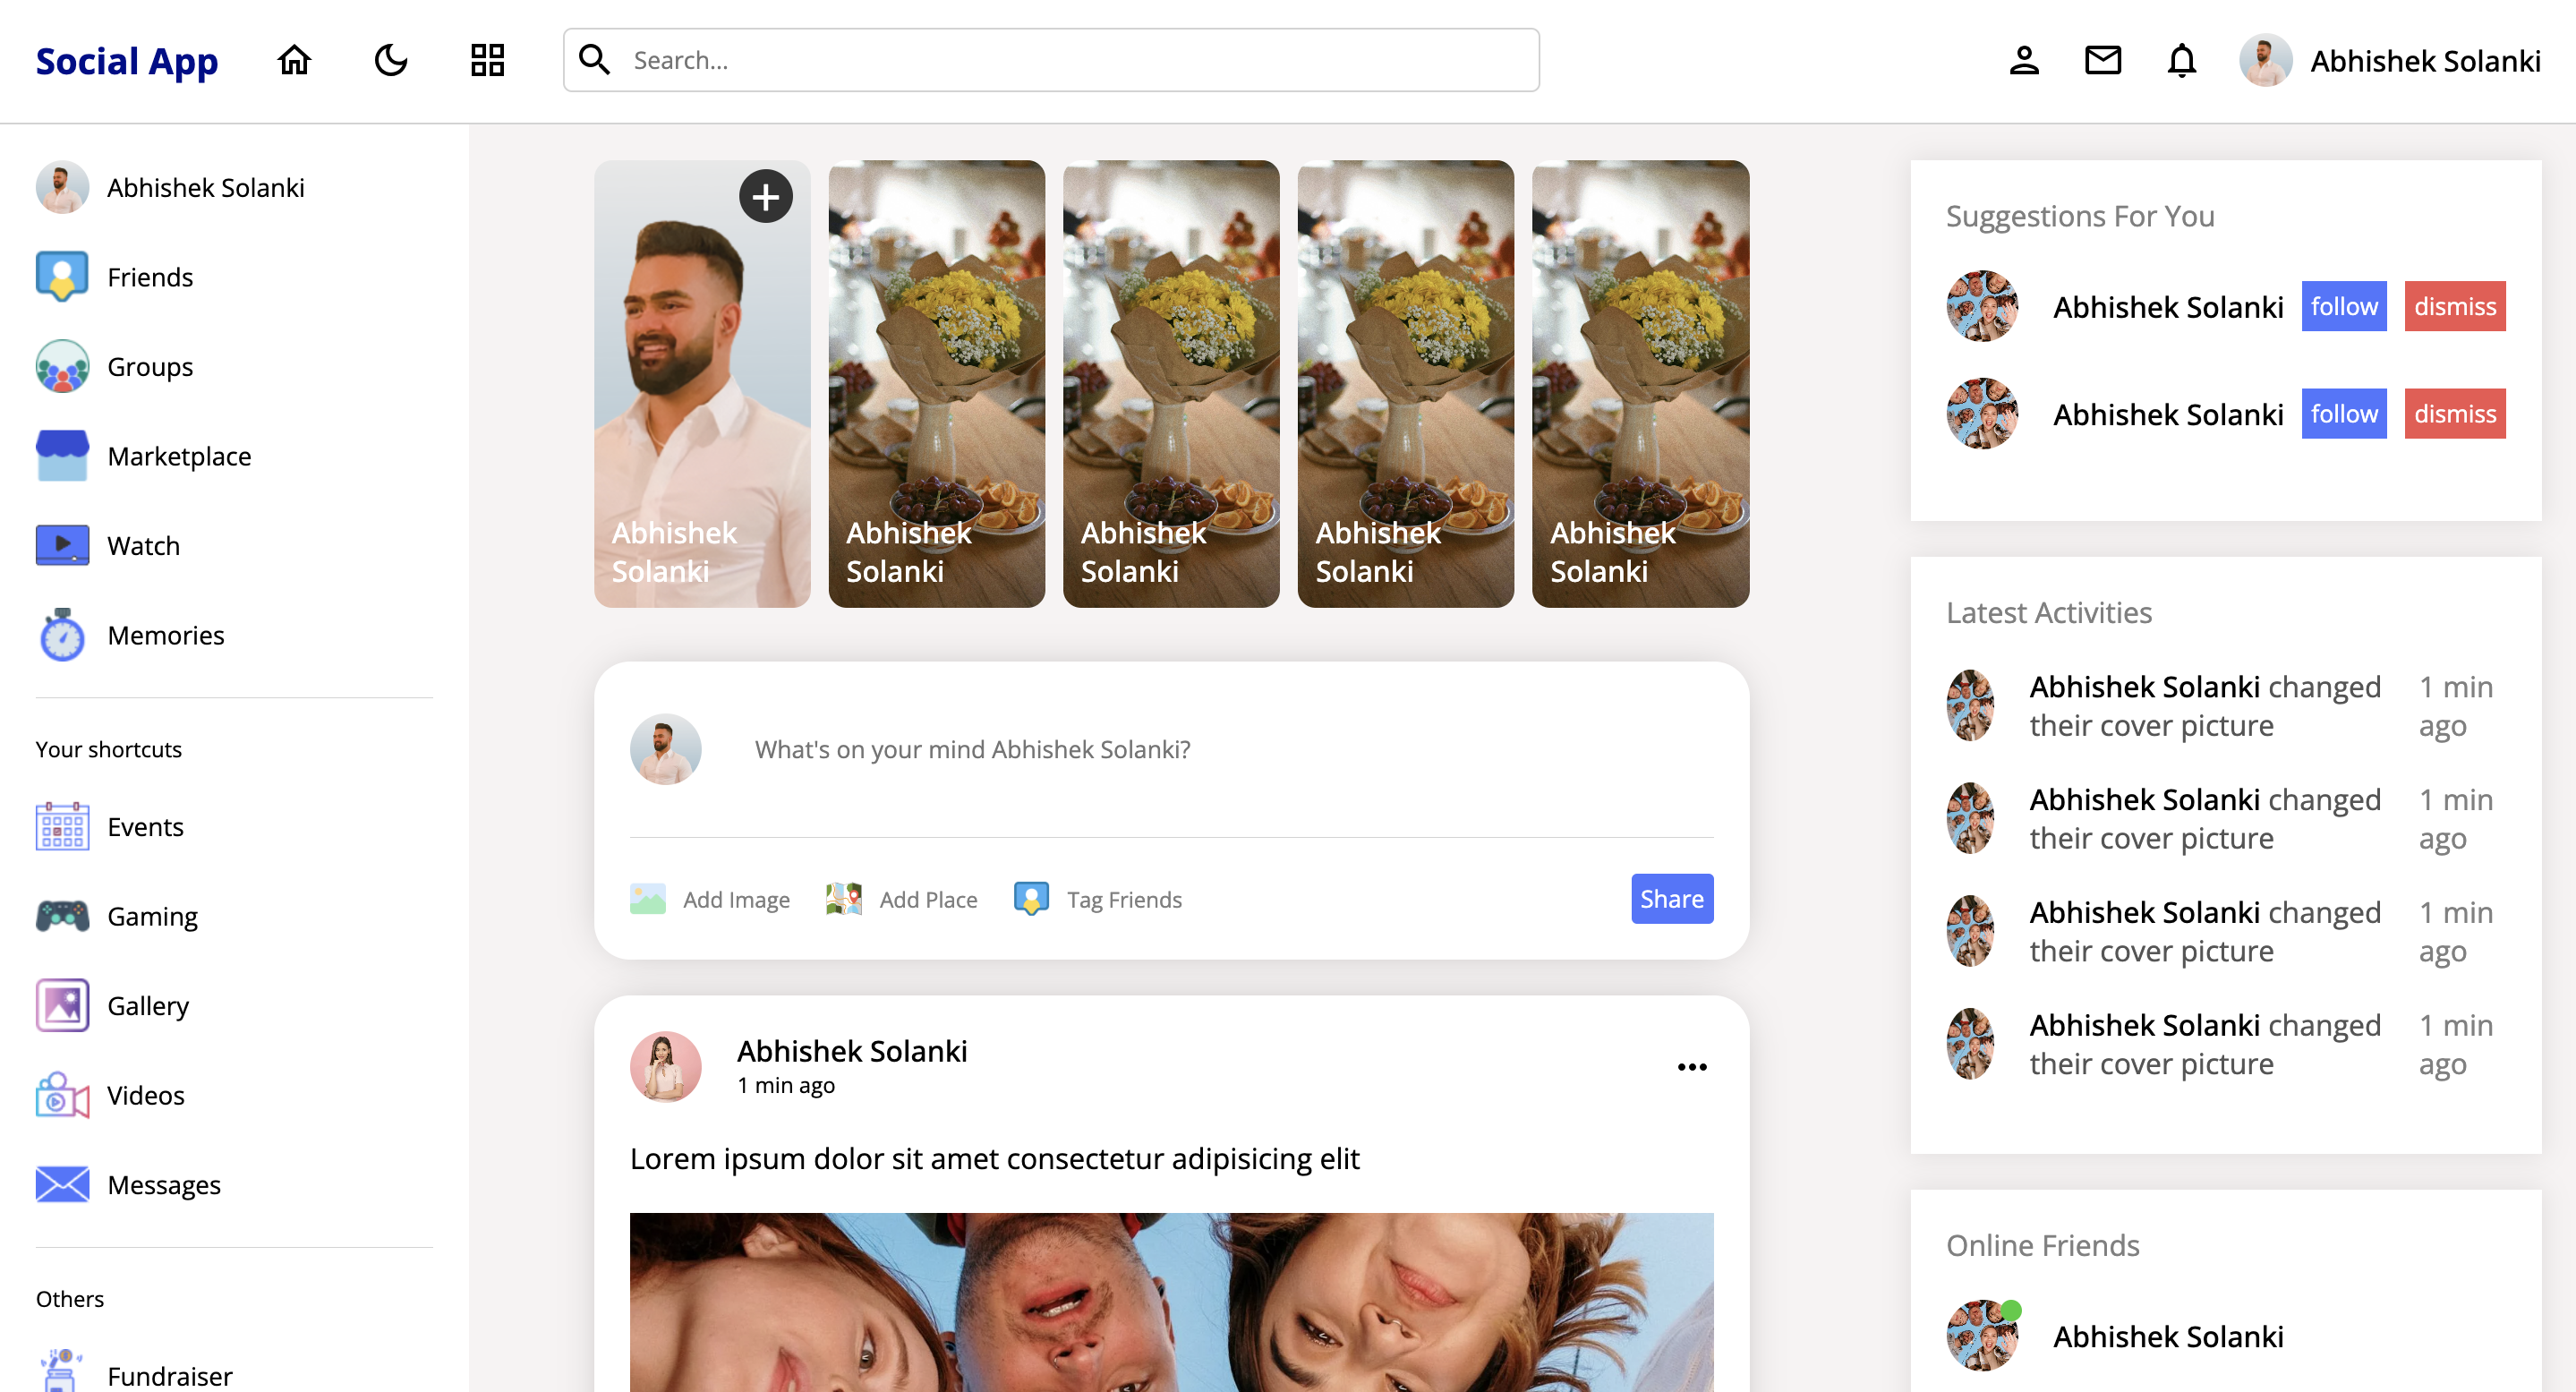 Social App
Search...
Abhishek Solanki
Abhishek Solanki
Friends
Groups
Marketplace
Watch
Memories
Your shortcuts
Events
Gaming
Gallery
Videos
Messages
Others
Fundraiser
Abhishek
Solanki
Abhishek
Solanki
Abhishek
Solanki
Abhishek
Solanki
Abhishek
Solanki
What's on your mind Abhishek Solanki?
Add Image
Add Place
Tag Friends
Share
Abhishek Solanki
1 min ago
Lorem ipsum dolor sit amet consectetur adipisicing elit
Suggestions For You
Abhishek Solanki follow dismiss
Abhishek Solanki follow dismiss
Latest Activities
Abhishek Solanki changed 1 min
their cover picture ago
Abhishek Solanki changed 1 min
their cover picture ago
Abhishek Solanki changed 1 min
their cover picture ago
Abhishek Solanki changed 1 min
their cover picture ago
Online Friends
Abhishek Solanki